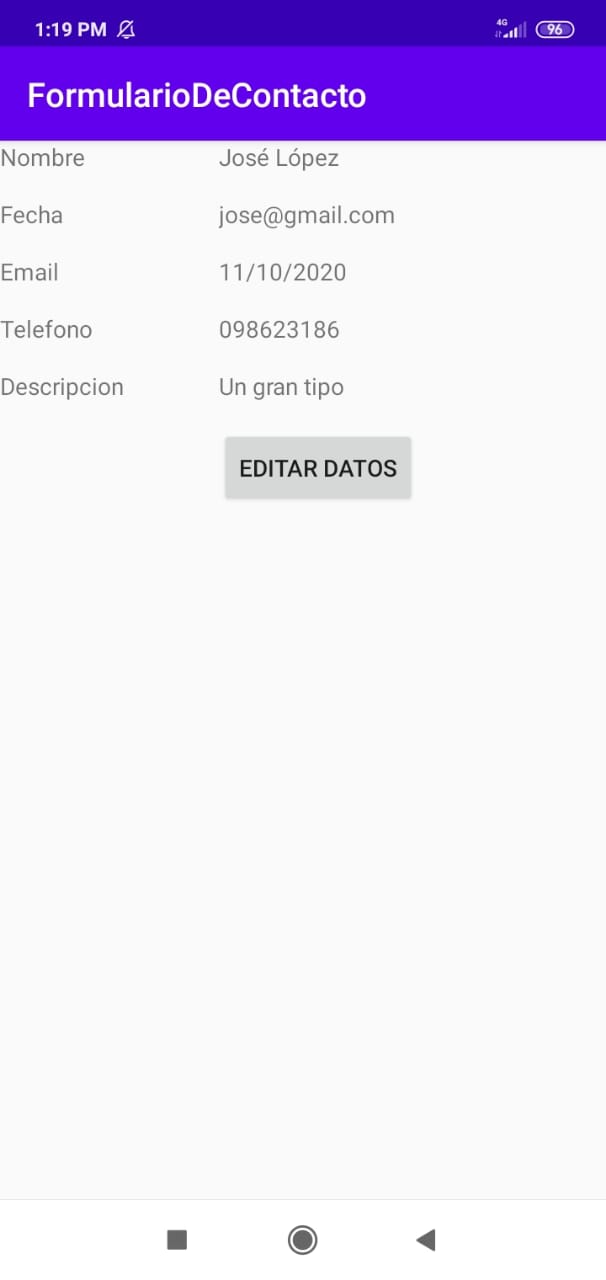 1:19 PM 4G 96
FormularioDeContacto
Nombre José López
Fecha jose@gmail.com
Email 11/10/2020
Telefono 098623186
Descripcion Un gran tipo
EDITAR DATOS